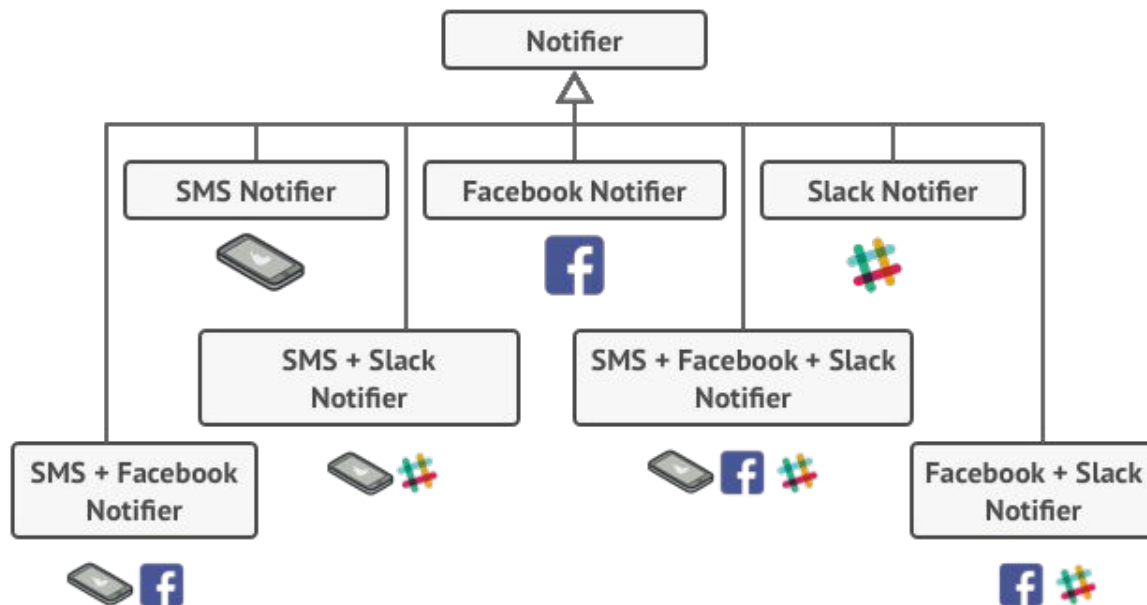 Notifier
SMS Notifier
Facebook Notifier
Slack Notifier
SMS + Slack
Notifier
SMS + Facebook + Slack
Notifier
SMS + Facebook
Notifier
Facebook + Slack
Notifier